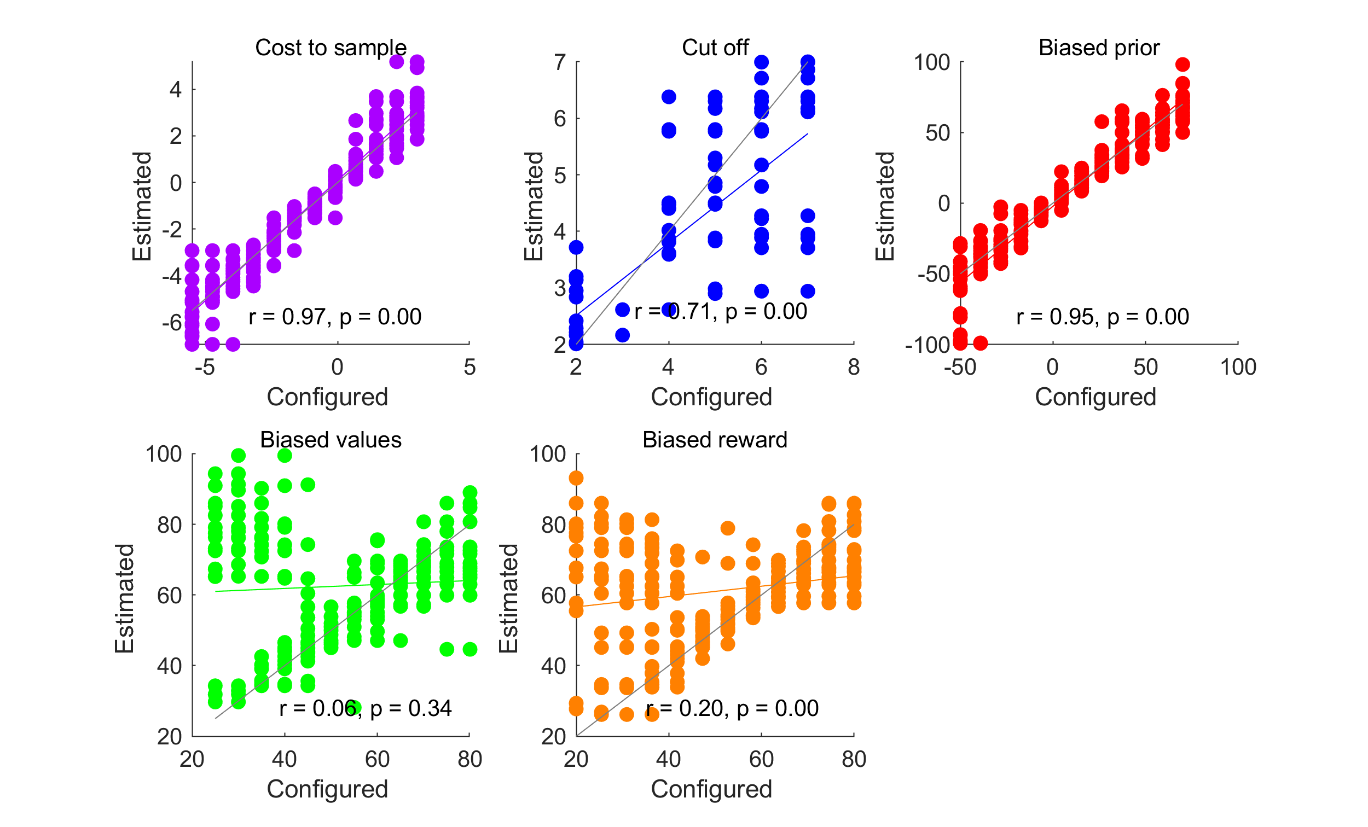 Cost to sample
4
2
0
-2
-4
-6
Estimated
r = 0.97, p = 0.00
-5
0
5
Configured
Cut off
7
6
5
4
3
2
Estimated
r = 0.71, p = 0.00
2
4
6
8
Configured
Biased prior
100
50
0
-50
-100
Estimated
r = 0.95, p = 0.00
-50
0
50
100
Configured
Biased values
100
80
60
40
20
Estimated
r = 0.06, p = 0.34
20
40
60
80
Configured
Biased reward
100
80
60
40
20
Estimated
r = 0.20, p = 0.00
20
40
60
80
Configured